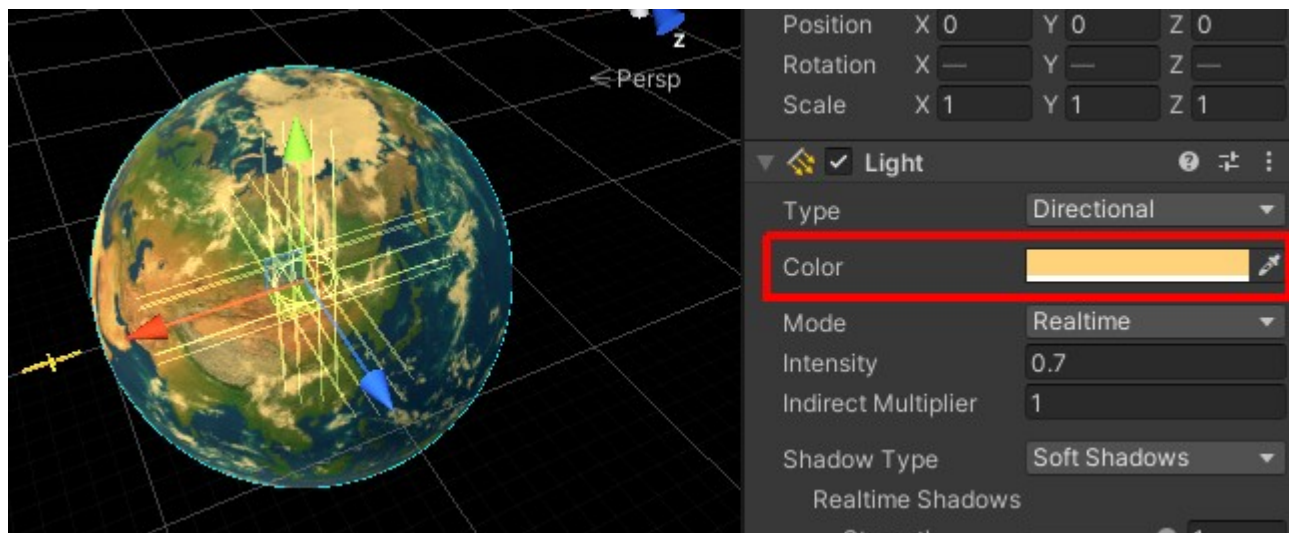 z
Persp
Position X 0 Y 0 Z 0
Rotation X — Y — Z —
Scale X 1 Y 1 Z 1
Light
Type Directional
Color
Mode Realtime
Intensity 0.7
Indirect Multiplier 1
Shadow Type Soft Shadows
Realtime Shadows